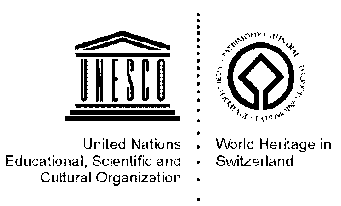 UNESCO
United Nations
Educational, Scientific and
Cultural Organization
World Heritage in
Switzerland